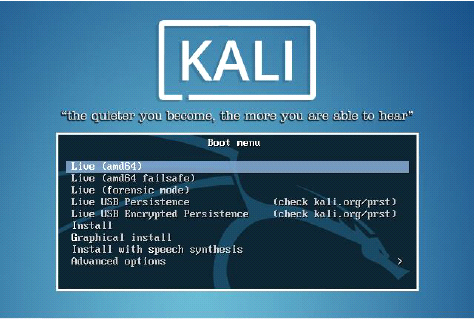 KALI
“the quieter you become, the more you are able to hear”
Boot menu
Live (amd64)
Live (amd64 failsafe)
Live (forensic mode)
Live USB Persistence (check kali.org/prst)
Live USB Encrypted Persistence (check kali.org/prst)
Install
Graphical install
Install with speech synthesis
Advanced options >